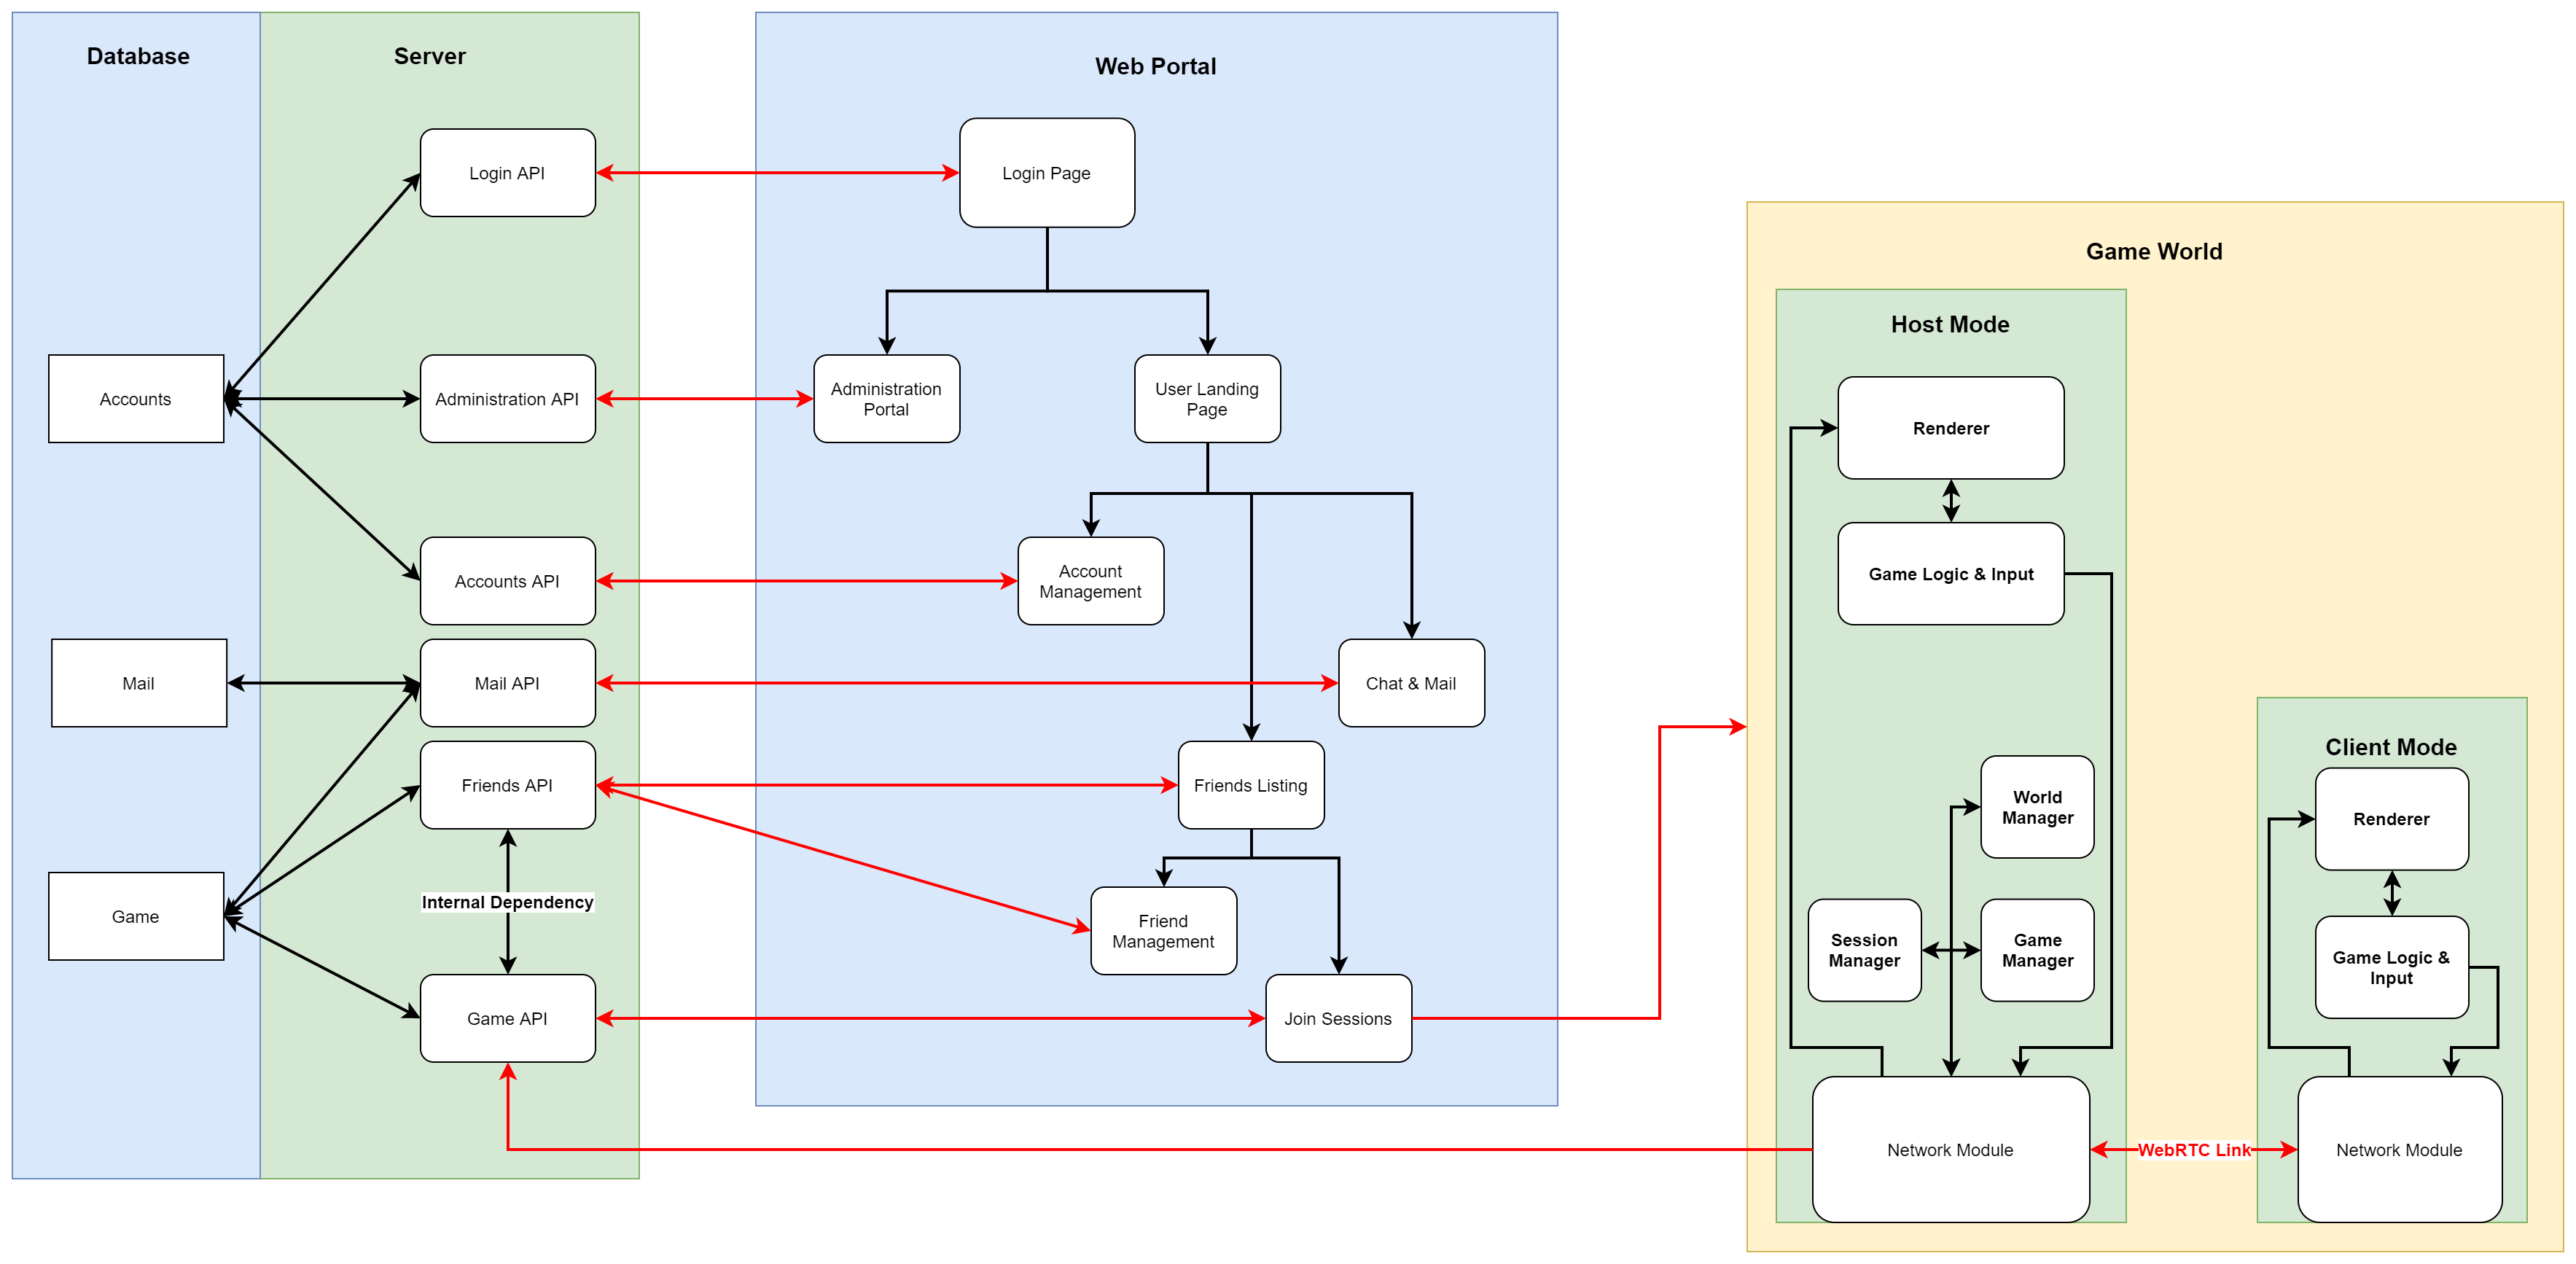 Database
Server
Web Portal
Login API
Login Page
Game World
Host Mode
Accounts
Administration API
Administration
Portal
User Landing
Page
Renderer
Accounts API
Account
Management
Game Logic & Input
Mail
Mail API
Chat & Mail
Client Mode
Friends API
Friends Listing
World
Manager
Renderer
Internal Dependency
Game
Friend
Management
Session
Manager
Game
Manager
Game Logic &
Input
Game API
Join Sessions
Network Module
WebRTC Link
Network Module